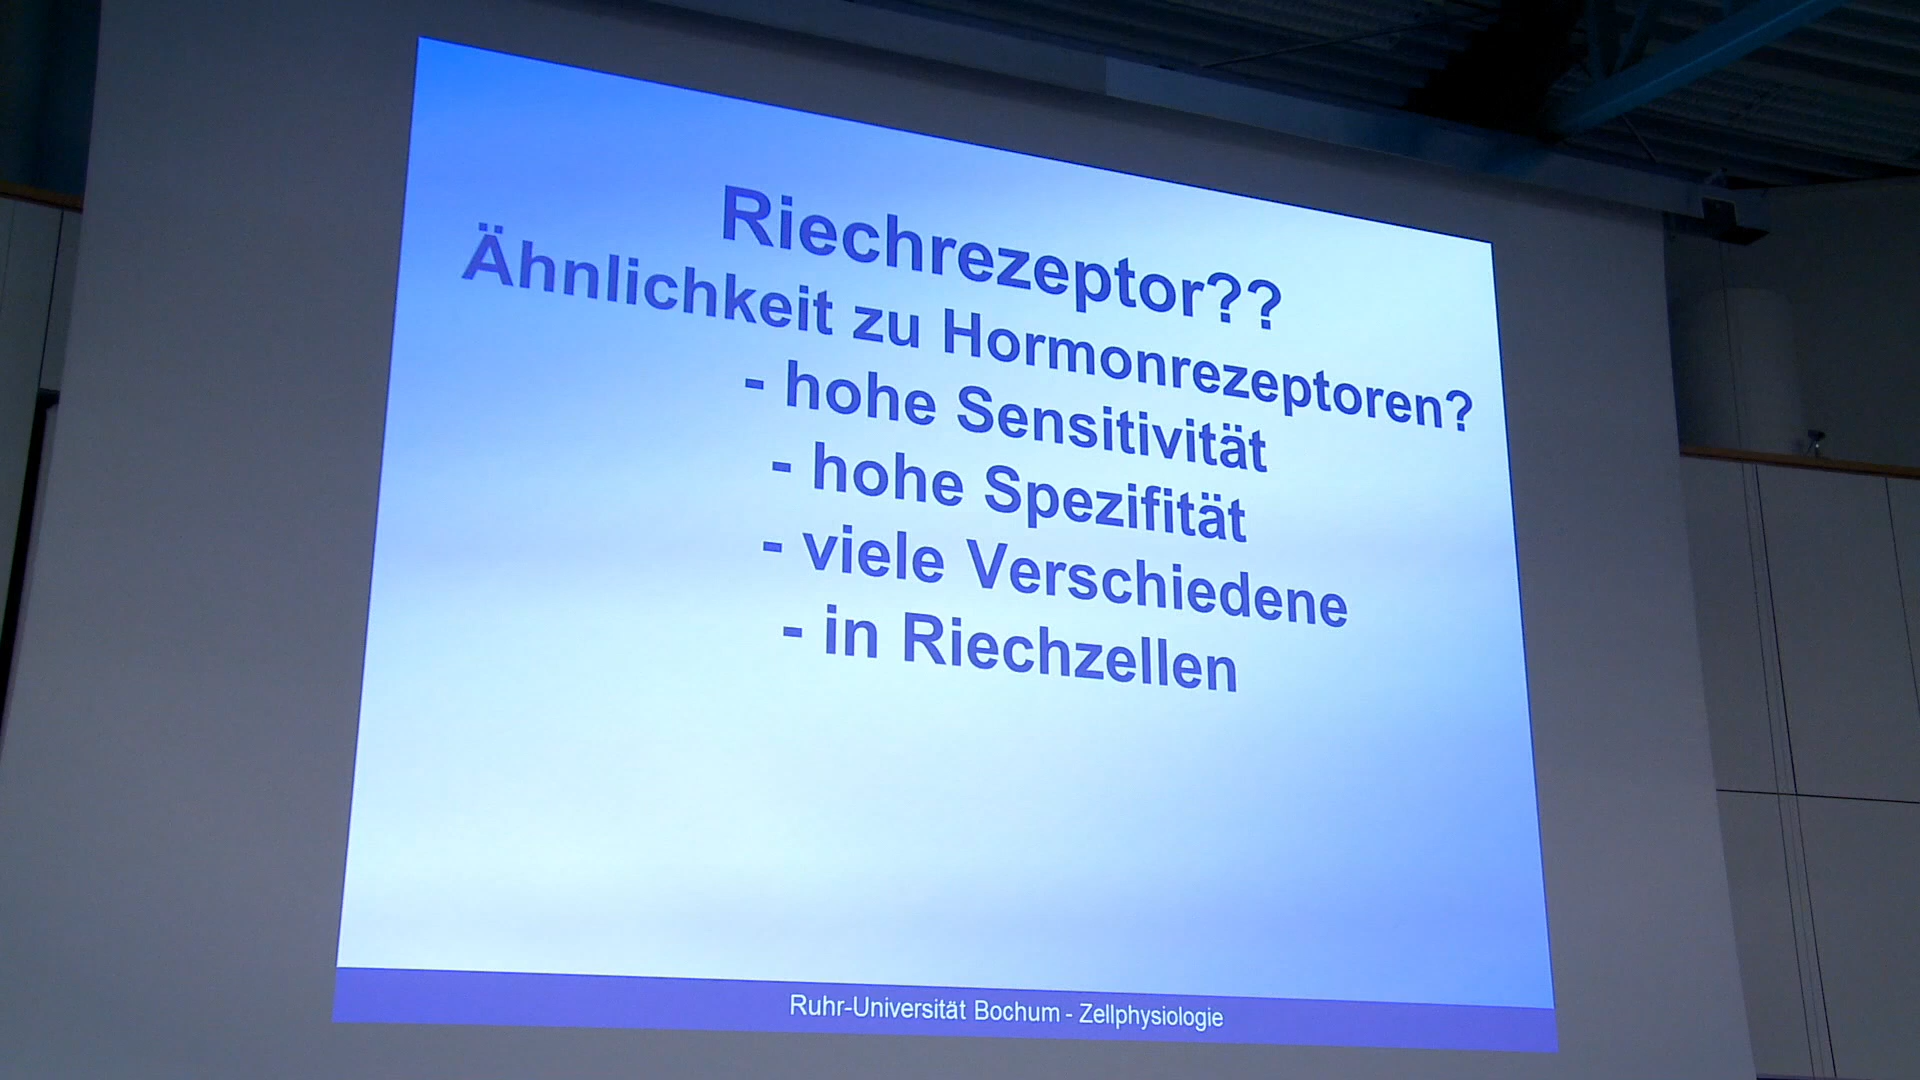 Riechrezeptor??
Ähnlichkeit zu Hormonrezeptoren?
- hohe Sensitivität
- hohe Spezifität
- viele Verschiedene
- in Riechzellen
Ruhr-Universität Bochum - Zellphysiologie